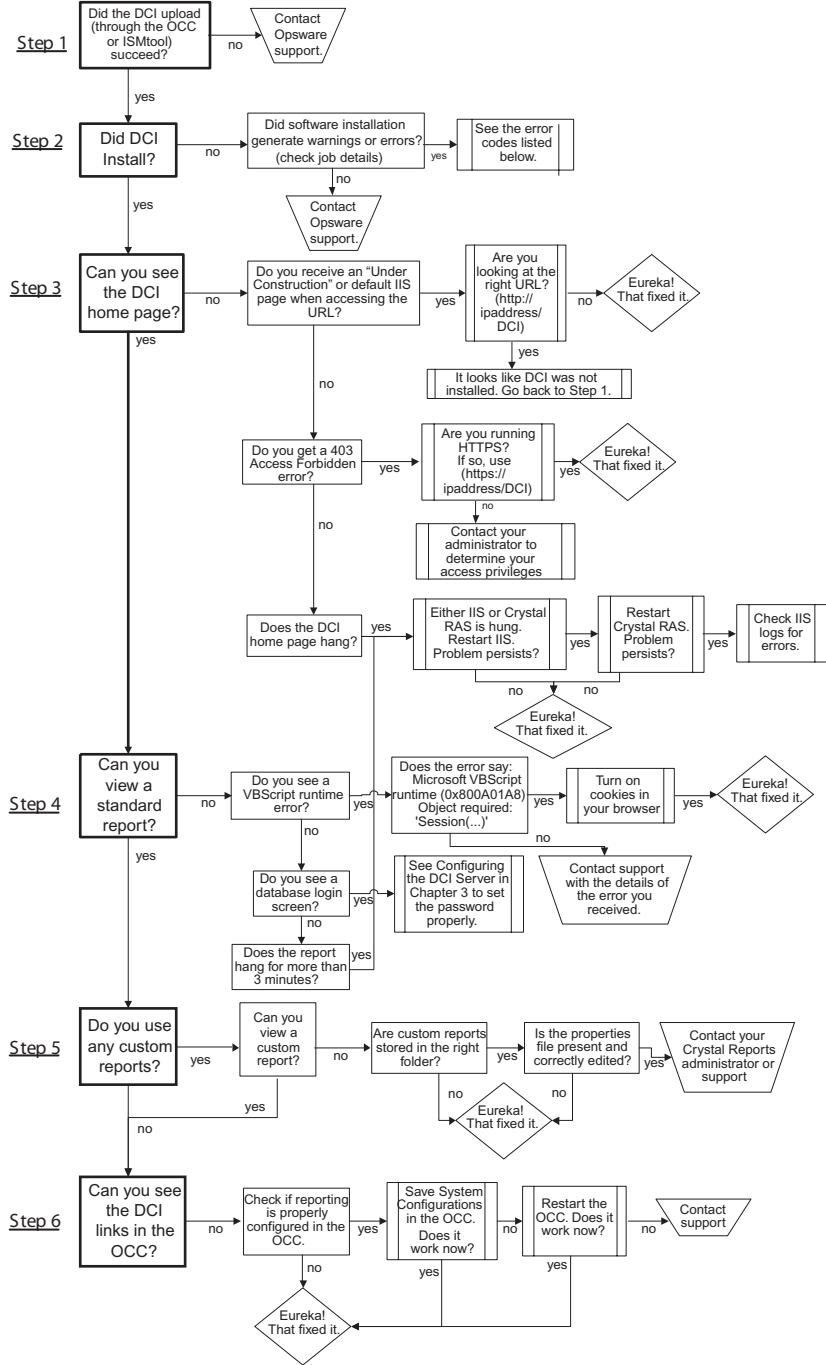 Step 1
Did the DCI upload
(through the OCC
or ISMtool)
succeed?
no
Contact
Opsware
support.
yes
Step 2
Did DCI
Install?
no
Did software installation
generate warnings or errors?
(check job details)
yes
See the error
codes listed
below.
no
Contact
Opsware
support.
yes
Step 3
Can you see
the DCI
home page?
no
Do you receive an “Under
Construction” or default IIS
page when accessing the
URL?
yes
Are you
looking at the
right URL?
(http://
ipaddress/
DCI)
no
Eureka!
That fixed it.
yes
yes
It looks like DCI was not
installed. Go back to Step 1.
no
Do you get a 403
Access Forbidden
error?
yes
Are you running
HTTPS?
If so, use
(https://
ipaddress/DCI)
yes
Eureka!
That fixed it.
no
no
Contact your
administrator to
determine your
access privileges
Does the DCI
home page hang?
yes
Either IIS or Crystal
RAS is hung.
Restart IIS.
Problem persists?
yes
Restart
Crystal RAS.
Problem
persists?
yes
Check IIS
logs for
errors.
no
no
Eureka!
That fixed it.
Step 4
Can you
view a
standard
report?
no
Do you see a
VBScript runtime
error?
yes
Does the error say:
Microsoft VBScript
runtime (0x800A01A8)
Object required:
'Session(...)'
yes
Turn on
cookies in
your browser
yes
Eureka!
That fixed it.
yes
no
no
Do you see a
database login
screen?
yes
See Configuring
the DCI Server in
Chapter 3 to set
the password
properly.
Contact support
with the details of
the error you
received.
no
Does the report
hang for more than
3 minutes?
yes
Step 5
Do you use
any custom
reports?
yes
Can you
view a
custom
report?
no
Are custom reports
stored in the right
folder?
yes
Is the properties
file present and
correctly edited?
yes
Contact your
Crystal Reports
administrator or
support
yes
no
no
no
Eureka!
That fixed it.
Step 6
Can you see
the DCI
links in the
OCC?
no
Check if reporting
is properly
configured in the
OCC.
yes
Save System
Configurations
in the OCC.
Does it
work now?
no
Restart the
OCC. Does it
work now?
no
Contact
support
no
yes
yes
Eureka!
That fixed it.